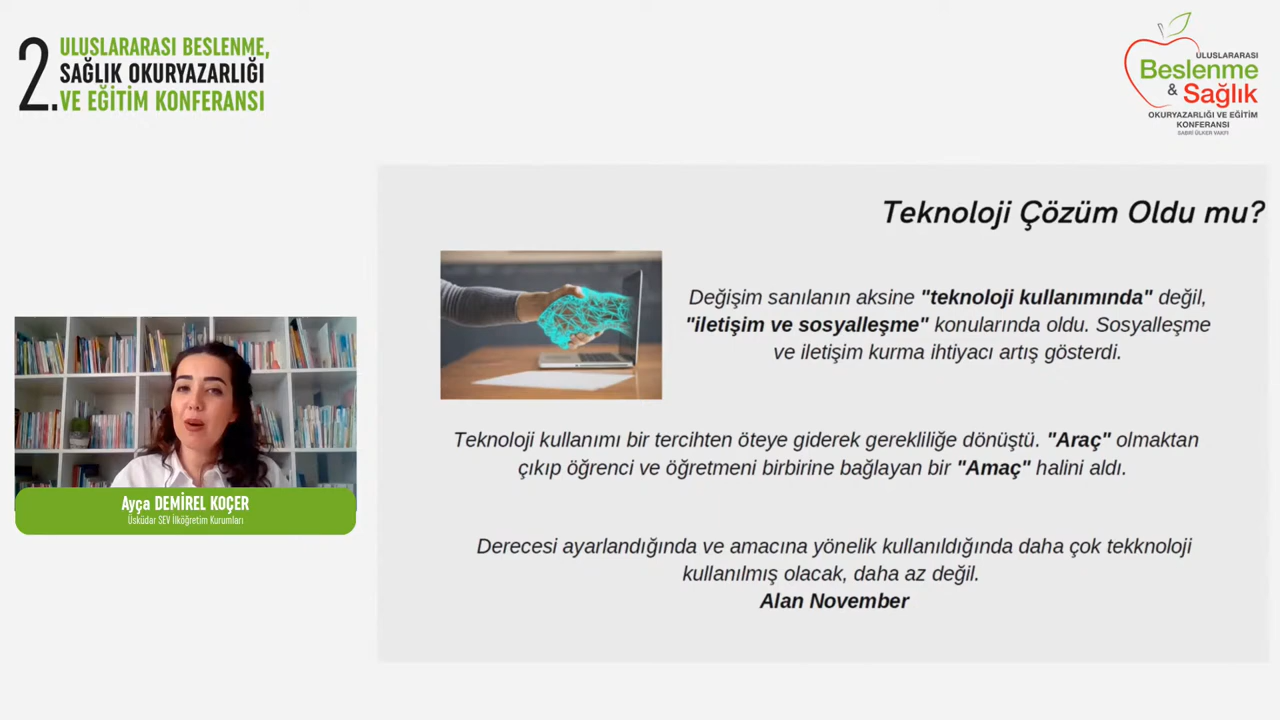 2.
ULUSLARARASI BESLENME,
SAĞLIK OKURYAZARLIĞI
VE EĞİTİM KONFERANSI
ULUSLARARASI
Beslenme
& Sağlık
OKURYAZARLIĞI VE EĞİTİM
KONFERANSI
SABRİ ÜLKER VAKFI
Teknoloji Çözüm Oldu mu?
Değişim sanılanın aksine "teknoloji kullanımında" değil,
"iletişim ve sosyalleşme" konularında oldu. Sosyalleşme
ve iletişim kurma ihtiyacı artış gösterdi.
Teknoloji kullanımı bir tercihten öteye giderek gerekliliğe dönüştü. "Araç" olmaktan
çıkıp öğrenci ve öğretmeni birbirine bağlayan bir "Amaç" halini aldı.
Derecesi ayarlandığında ve amacına yönelik kullanıldığında daha çok tekknoloji
kullanılmış olacak, daha az değil.
Alan November
Ayça DEMİREL KOÇER
Üsküdar SEV İlköğretim Kurumları